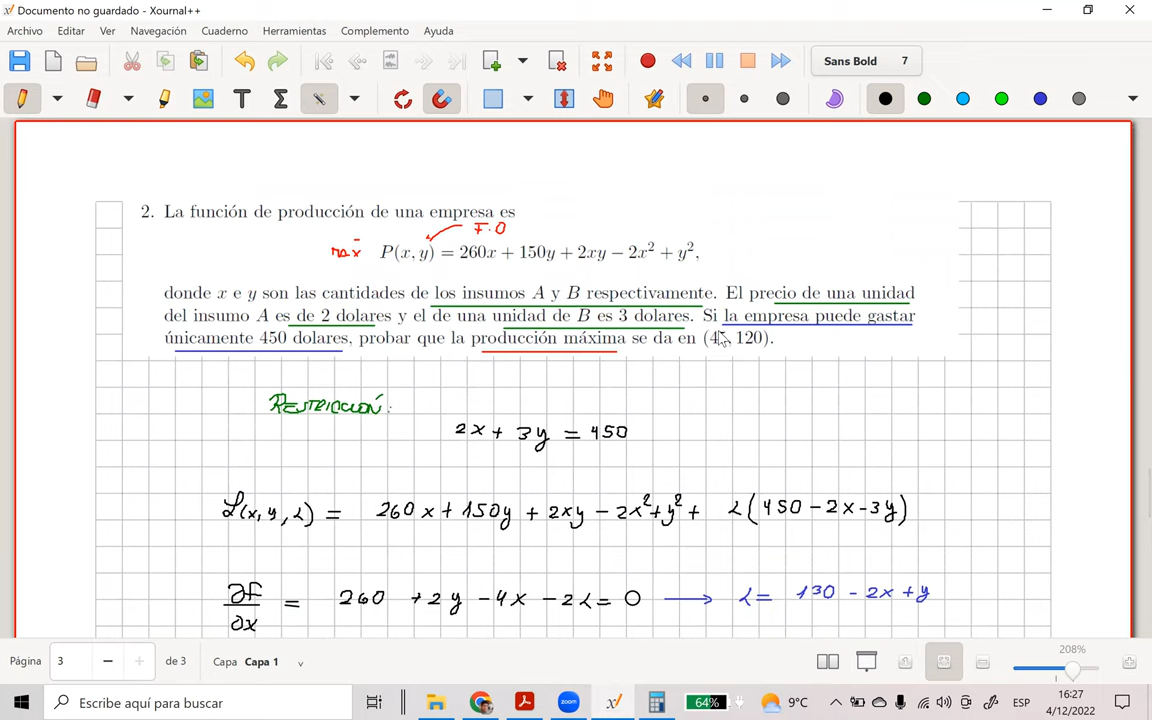 Documento no guardado - Xournal++
Archivo Editar Ver Navegación Cuaderno Herramientas Complemento Ayuda
Sans Bold 7
2. La función de producción de una empresa es
F.O
max P(x, y) = 260x + 150y + 2xy − 2x² + y²,
donde x e y son las cantidades de los insumos A y B respectivamente. El precio de una unidad
del insumo A es de 2 dolares y el de una unidad de B es 3 dolares. Si la empresa puede gastar
únicamente 450 dolares, probar que la producción máxima se da en (4 , 120).
RESTRICCIÓN:
2x + 3y = 450
L(x, y, λ) = 260x + 150y + 2xy − 2x² + y² + λ(450 − 2x − 3y)
∂f/∂x = 260 + 2y − 4x − 2λ = 0 → λ = 130 − 2x + y
Página 3 de 3 Capa Capa 1 208%
Escribe aquí para buscar 64% 9°C ESP 16:27
4/12/2022